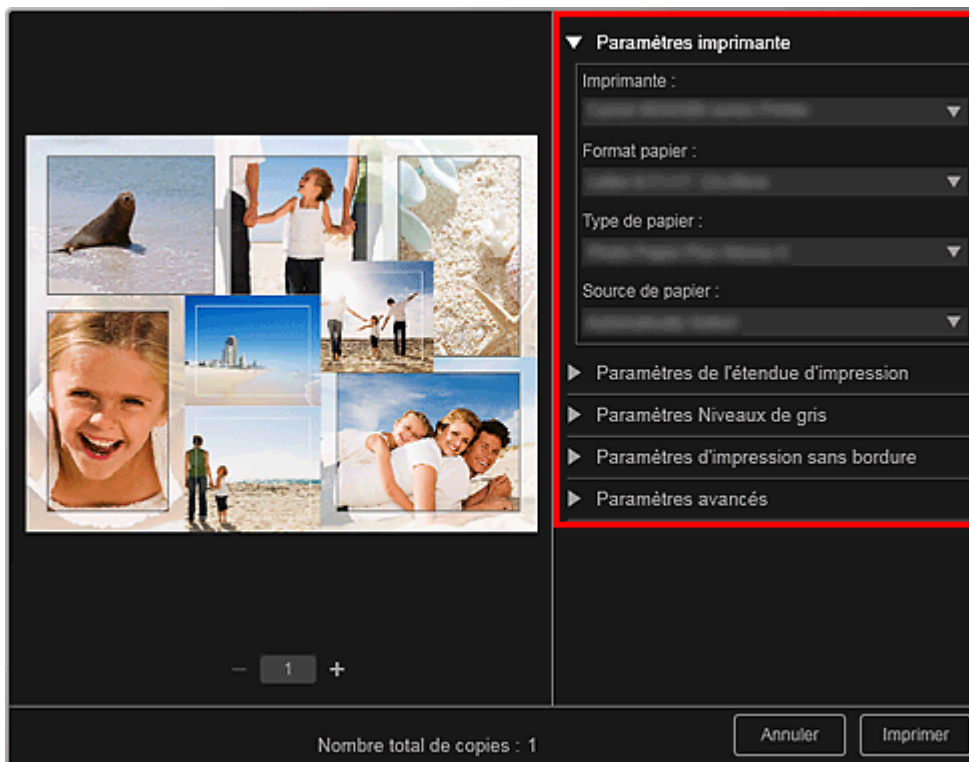 Paramètres imprimante
Imprimante :
Format papier :
Type de papier :
Source de papier :
Paramètres de l'étendue d'impression
Paramètres Niveaux de gris
Paramètres d'impression sans bordure
Paramètres avancés
1
Nombre total de copies : 1
Annuler
Imprimer